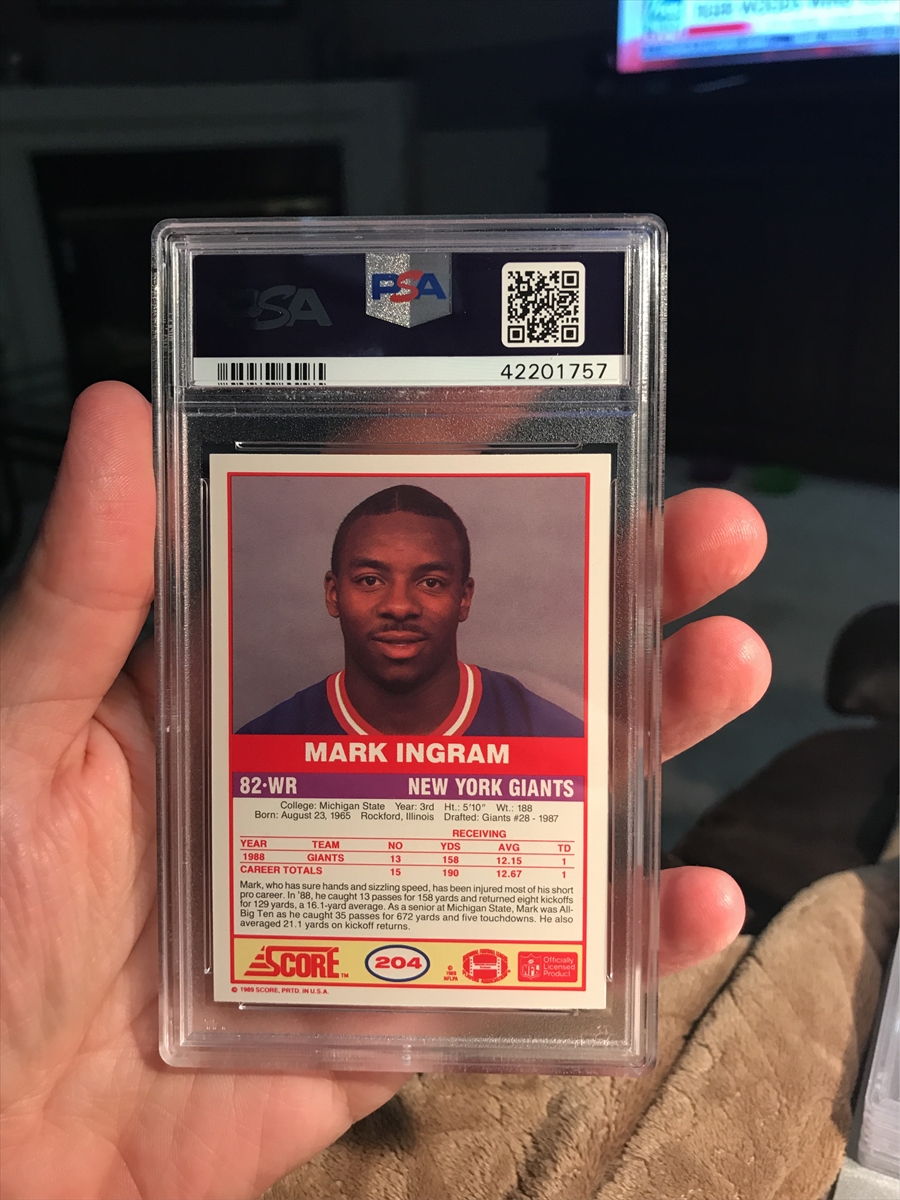 PSA
PSA
42201757
MARK INGRAM
82•WR NEW YORK GIANTS
College: Michigan State Year: 3rd Ht.: 5'10" Wt.: 188
Born: August 23, 1965 Rockford, Illinois Drafted: Giants #28 - 1987
RECEIVING
YEAR TEAM NO YDS AVG TD
1988 GIANTS 13 158 12.15 1
CAREER TOTALS 15 190 12.67 1
Mark, who has sure hands and sizzling speed, has been injured most of his short
pro career. In '88, he caught 13 passes for 158 yards and returned eight kickoffs
for 129 yards, a 16.1-yard average. As a senior at Michigan State, Mark was All-
Big Ten as he caught 35 passes for 672 yards and five touchdowns. He also
averaged 21.1 yards on kickoff returns.
SCORE™ 204
©
1989
NFLPA
NFL
Officially
Licensed
Product
© 1989 SCORE, PRTD. IN U.S.A.